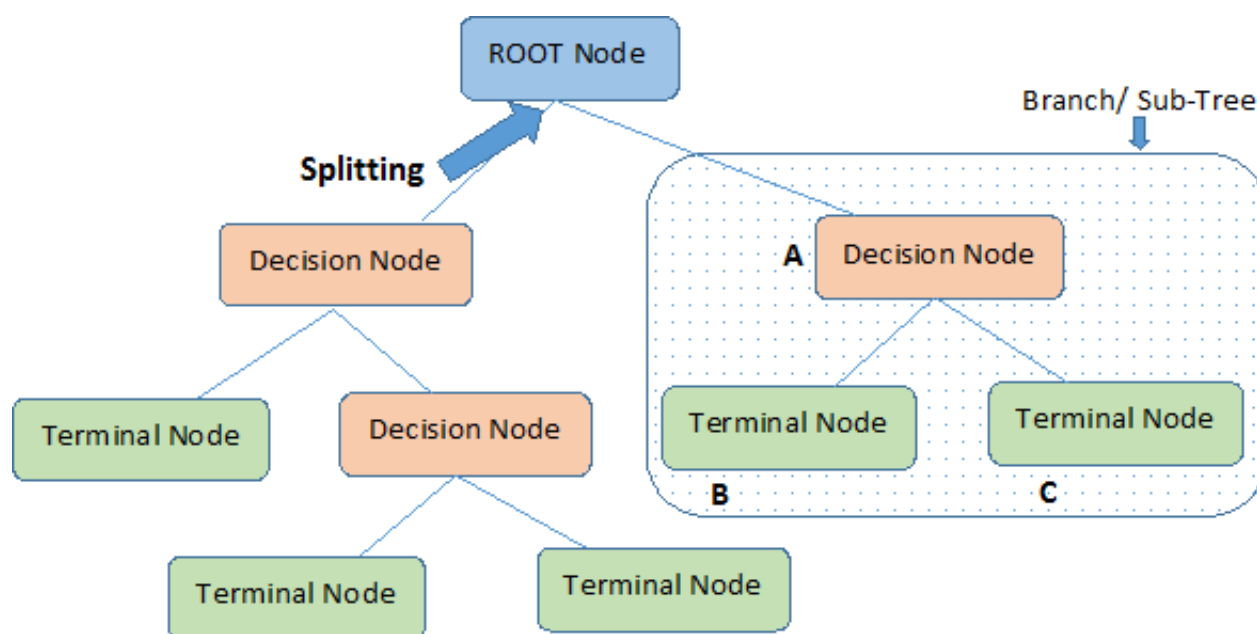 ROOT Node
Branch/ Sub-Tree
Splitting
Decision Node
A
Decision Node
Terminal Node
Decision Node
Terminal Node
Terminal Node
B
C
Terminal Node
Terminal Node